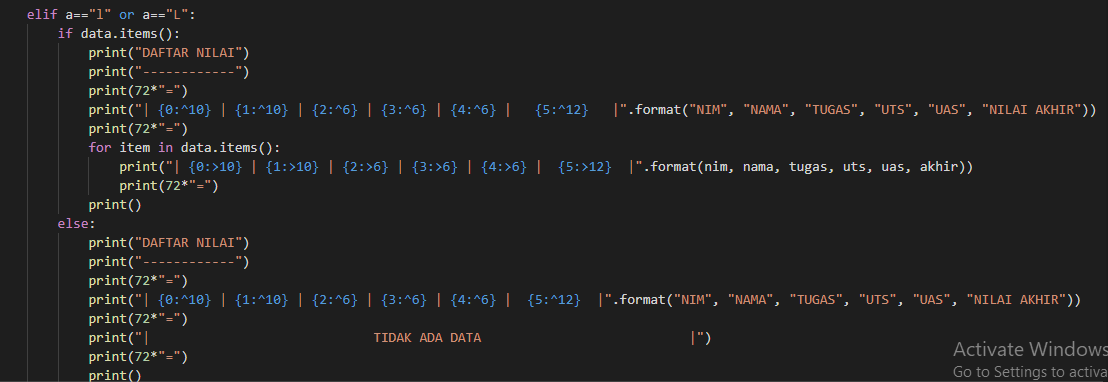 elif a=="l" or a=="L":
    if data.items():
        print("DAFTAR NILAI")
        print("------------")
        print(72*"=")
        print("| {0:^10} | {1:^10} | {2:^6} | {3:^6} | {4:^6} |   {5:^12}   |".format("NIM", "NAMA", "TUGAS", "UTS", "UAS", "NILAI AKHIR"))
        print(72*"=")
        for item in data.items():
            print("| {0:>10} | {1:>10} | {2:>6} | {3:>6} | {4:>6} |  {5:>12}  |".format(nim, nama, tugas, uts, uas, akhir))
            print(72*"=")
        print()
    else:
        print("DAFTAR NILAI")
        print("------------")
        print(72*"=")
        print("| {0:^10} | {1:^10} | {2:^6} | {3:^6} | {4:^6} |  {5:^12}  |".format("NIM", "NAMA", "TUGAS", "UTS", "UAS", "NILAI AKHIR"))
        print(72*"=")
        print("|                             TIDAK ADA DATA                           |")
        print(72*"=")
        print()
Activate Windows
Go to Settings to activa